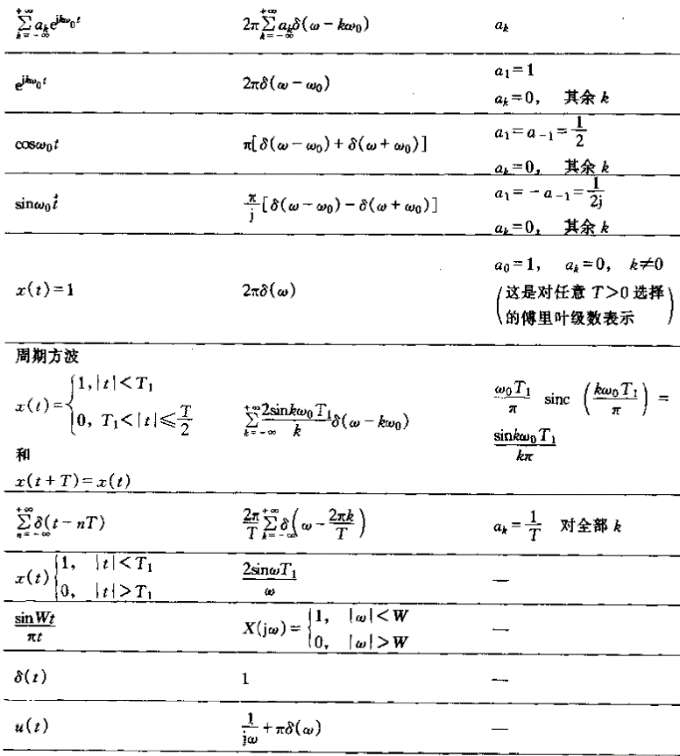 $\sum_{k=-\infty}^{+\infty} a_k e^{jk\omega_0 t}$  $2\pi \sum_{k=-\infty}^{+\infty} a_k \delta(\omega - k\omega_0)$  $a_k$
$e^{jk\omega_0 t}$  $2\pi\delta(\omega - \omega_0)$  $a_1 = 1$
$a_k = 0$， 其余 $k$
$\cos\omega_0 t$  $\pi[\delta(\omega - \omega_0) + \delta(\omega + \omega_0)]$  $a_1 = a_{-1} = \frac{1}{2}$
$a_k = 0$， 其余 $k$
$\sin\omega_0 t$  $\frac{\pi}{j}[\delta(\omega - \omega_0) - \delta(\omega + \omega_0)]$  $a_1 = -a_{-1} = \frac{1}{2j}$
$a_k = 0$， 其余 $k$
$x(t) = 1$  $2\pi\delta(\omega)$  $a_0 = 1$， $a_k = 0$， $k \neq 0$
(这是对任意 $T > 0$ 选择
的傅里叶级数表示)
周期方波
$x(t) = \begin{cases} 1, |t| < T_1 \\ 0, T_1 < |t| \leqslant \frac{T}{2} \end{cases}$  $\sum_{k=-\infty}^{+\infty} \frac{2\sin k\omega_0 T_1}{k} \delta(\omega - k\omega_0)$  $\frac{\omega_0 T_1}{\pi} \operatorname{sinc}\left(\frac{k\omega_0 T_1}{\pi}\right) =$
$\frac{\sin k\omega_0 T_1}{k\pi}$
和
$x(t + T) = x(t)$
$\sum_{n=-\infty}^{+\infty} \delta(t - nT)$  $\frac{2\pi}{T} \sum_{k=-\infty}^{+\infty} \delta\left(\omega - \frac{2\pi k}{T}\right)$  $a_k = \frac{1}{T}$ 对全部 $k$
$x(t) \begin{cases} 1, & |t| < T_1 \\ 0, & |t| > T_1 \end{cases}$  $\frac{2\sin\omega T_1}{\omega}$  —
$\frac{\sin Wt}{\pi t}$  $X(j\omega) = \begin{cases} 1, & |\omega| < W \\ 0, & |\omega| > W \end{cases}$  —
$\delta(t)$  1  —
$u(t)$  $\frac{1}{j\omega} + \pi\delta(\omega)$  —